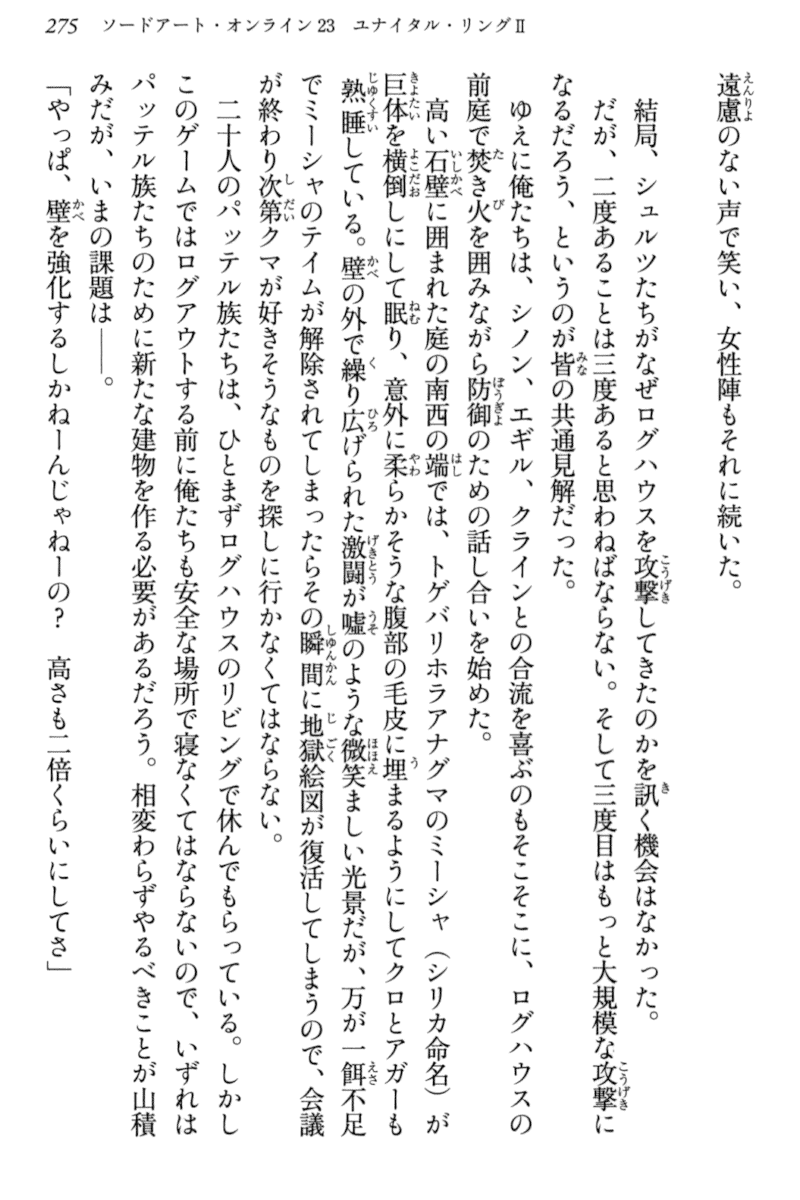 275　ソードアート・オンライン23　ユナイタル・リングⅡ
遠慮のない声で笑い、女性陣もそれに続いた。
　結局、シュルツたちがなぜログハウスを攻撃してきたのかを訊く機会はなかった。
　だが、二度あることは三度あると思わねばならない。そして三度目はもっと大規模な攻撃に
なるだろう、というのが皆の共通見解だった。
　ゆえに俺たちは、シノン、エギル、クラインとの合流を喜ぶのもそこそこに、ログハウスの
前庭で焚き火を囲みながら防御のための話し合いを始めた。
　高い石壁に囲まれた庭の南西の端では、トゲバリホラアナグマのミーシャ（シリカ命名）が
巨体を横倒しにして眠り、意外に柔らかそうな腹部の毛皮に埋まるようにしてクロとアガーも
熟睡している。壁の外で繰り広げられた激闘が嘘のような微笑ましい光景だが、万が一餌不足
でミーシャのテイムが解除されてしまったらその瞬間に地獄絵図が復活してしまうので、会議
が終わり次第クマが好きそうなものを探しに行かなくてはならない。
　二十人のパッテル族たちは、ひとまずログハウスのリビングで休んでもらっている。しかし
このゲームではログアウトする前に俺たちも安全な場所で寝なくてはならないので、いずれは
パッテル族たちのために新たな建物を作る必要があるだろう。相変わらずやるべきことが山積
みだが、いまの課題は――。
「やっぱ、壁を強化するしかねーんじゃねーの？　高さも二倍くらいにしてさ」